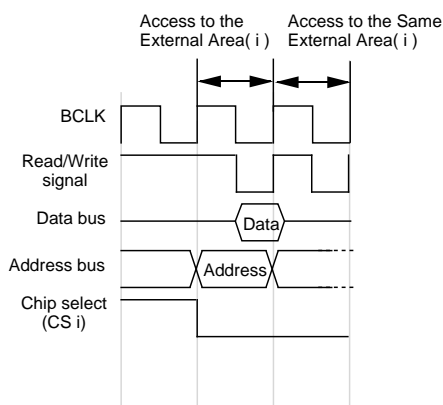 Access to the
External Area( i )
Access to the Same
External Area( i )
BCLK
Read/Write
signal
Data bus
Data
Address bus
Address
Chip select
(CS i)